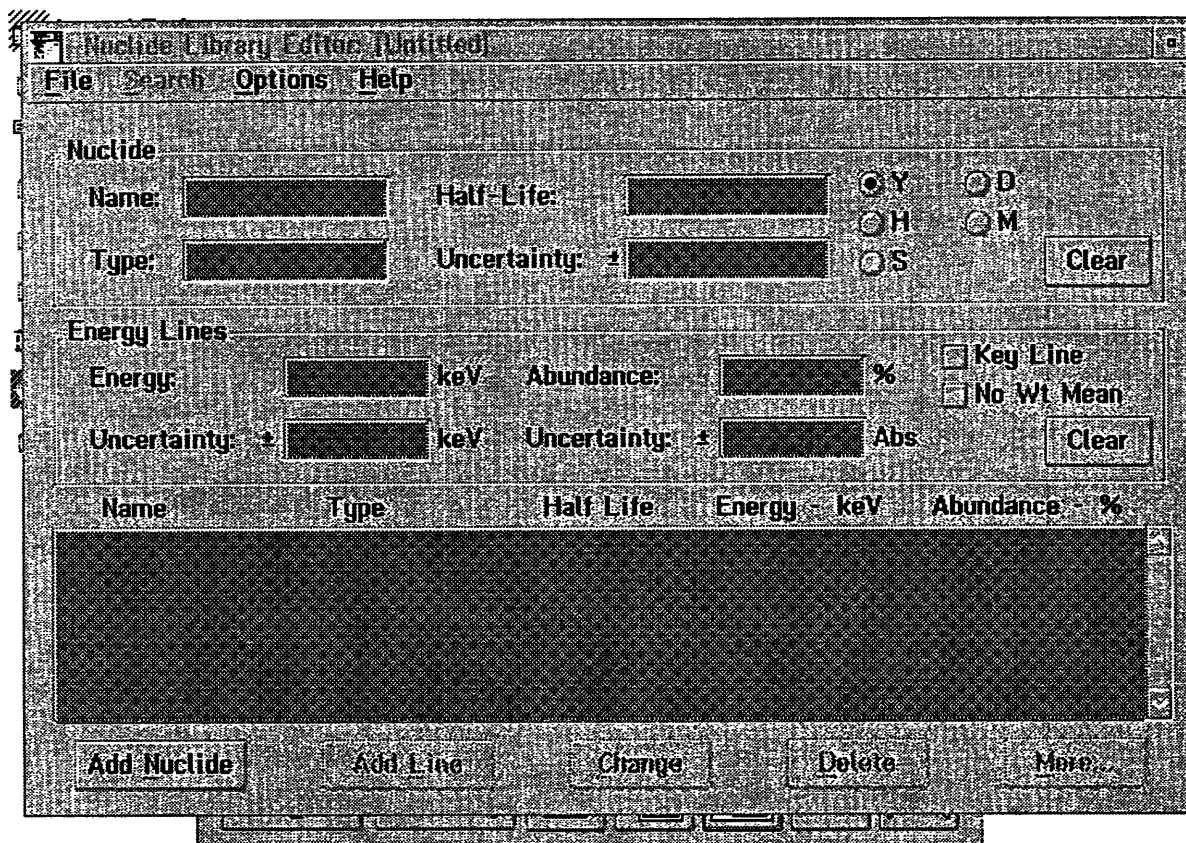 Nuclide Library Editor: [Untitled]
File Search Options Help
Nuclide
Name: Half-Life: Y D
H M
Type: Uncertainty: ± S Clear
Energy Lines
Energy: keV Abundance: % Key Line
No Wt Mean
Uncertainty: ± keV Uncertainty: ± Abs Clear
Name Type Half Life Energy - keV Abundance - %
Add Nuclide Add Line Change Delete More...